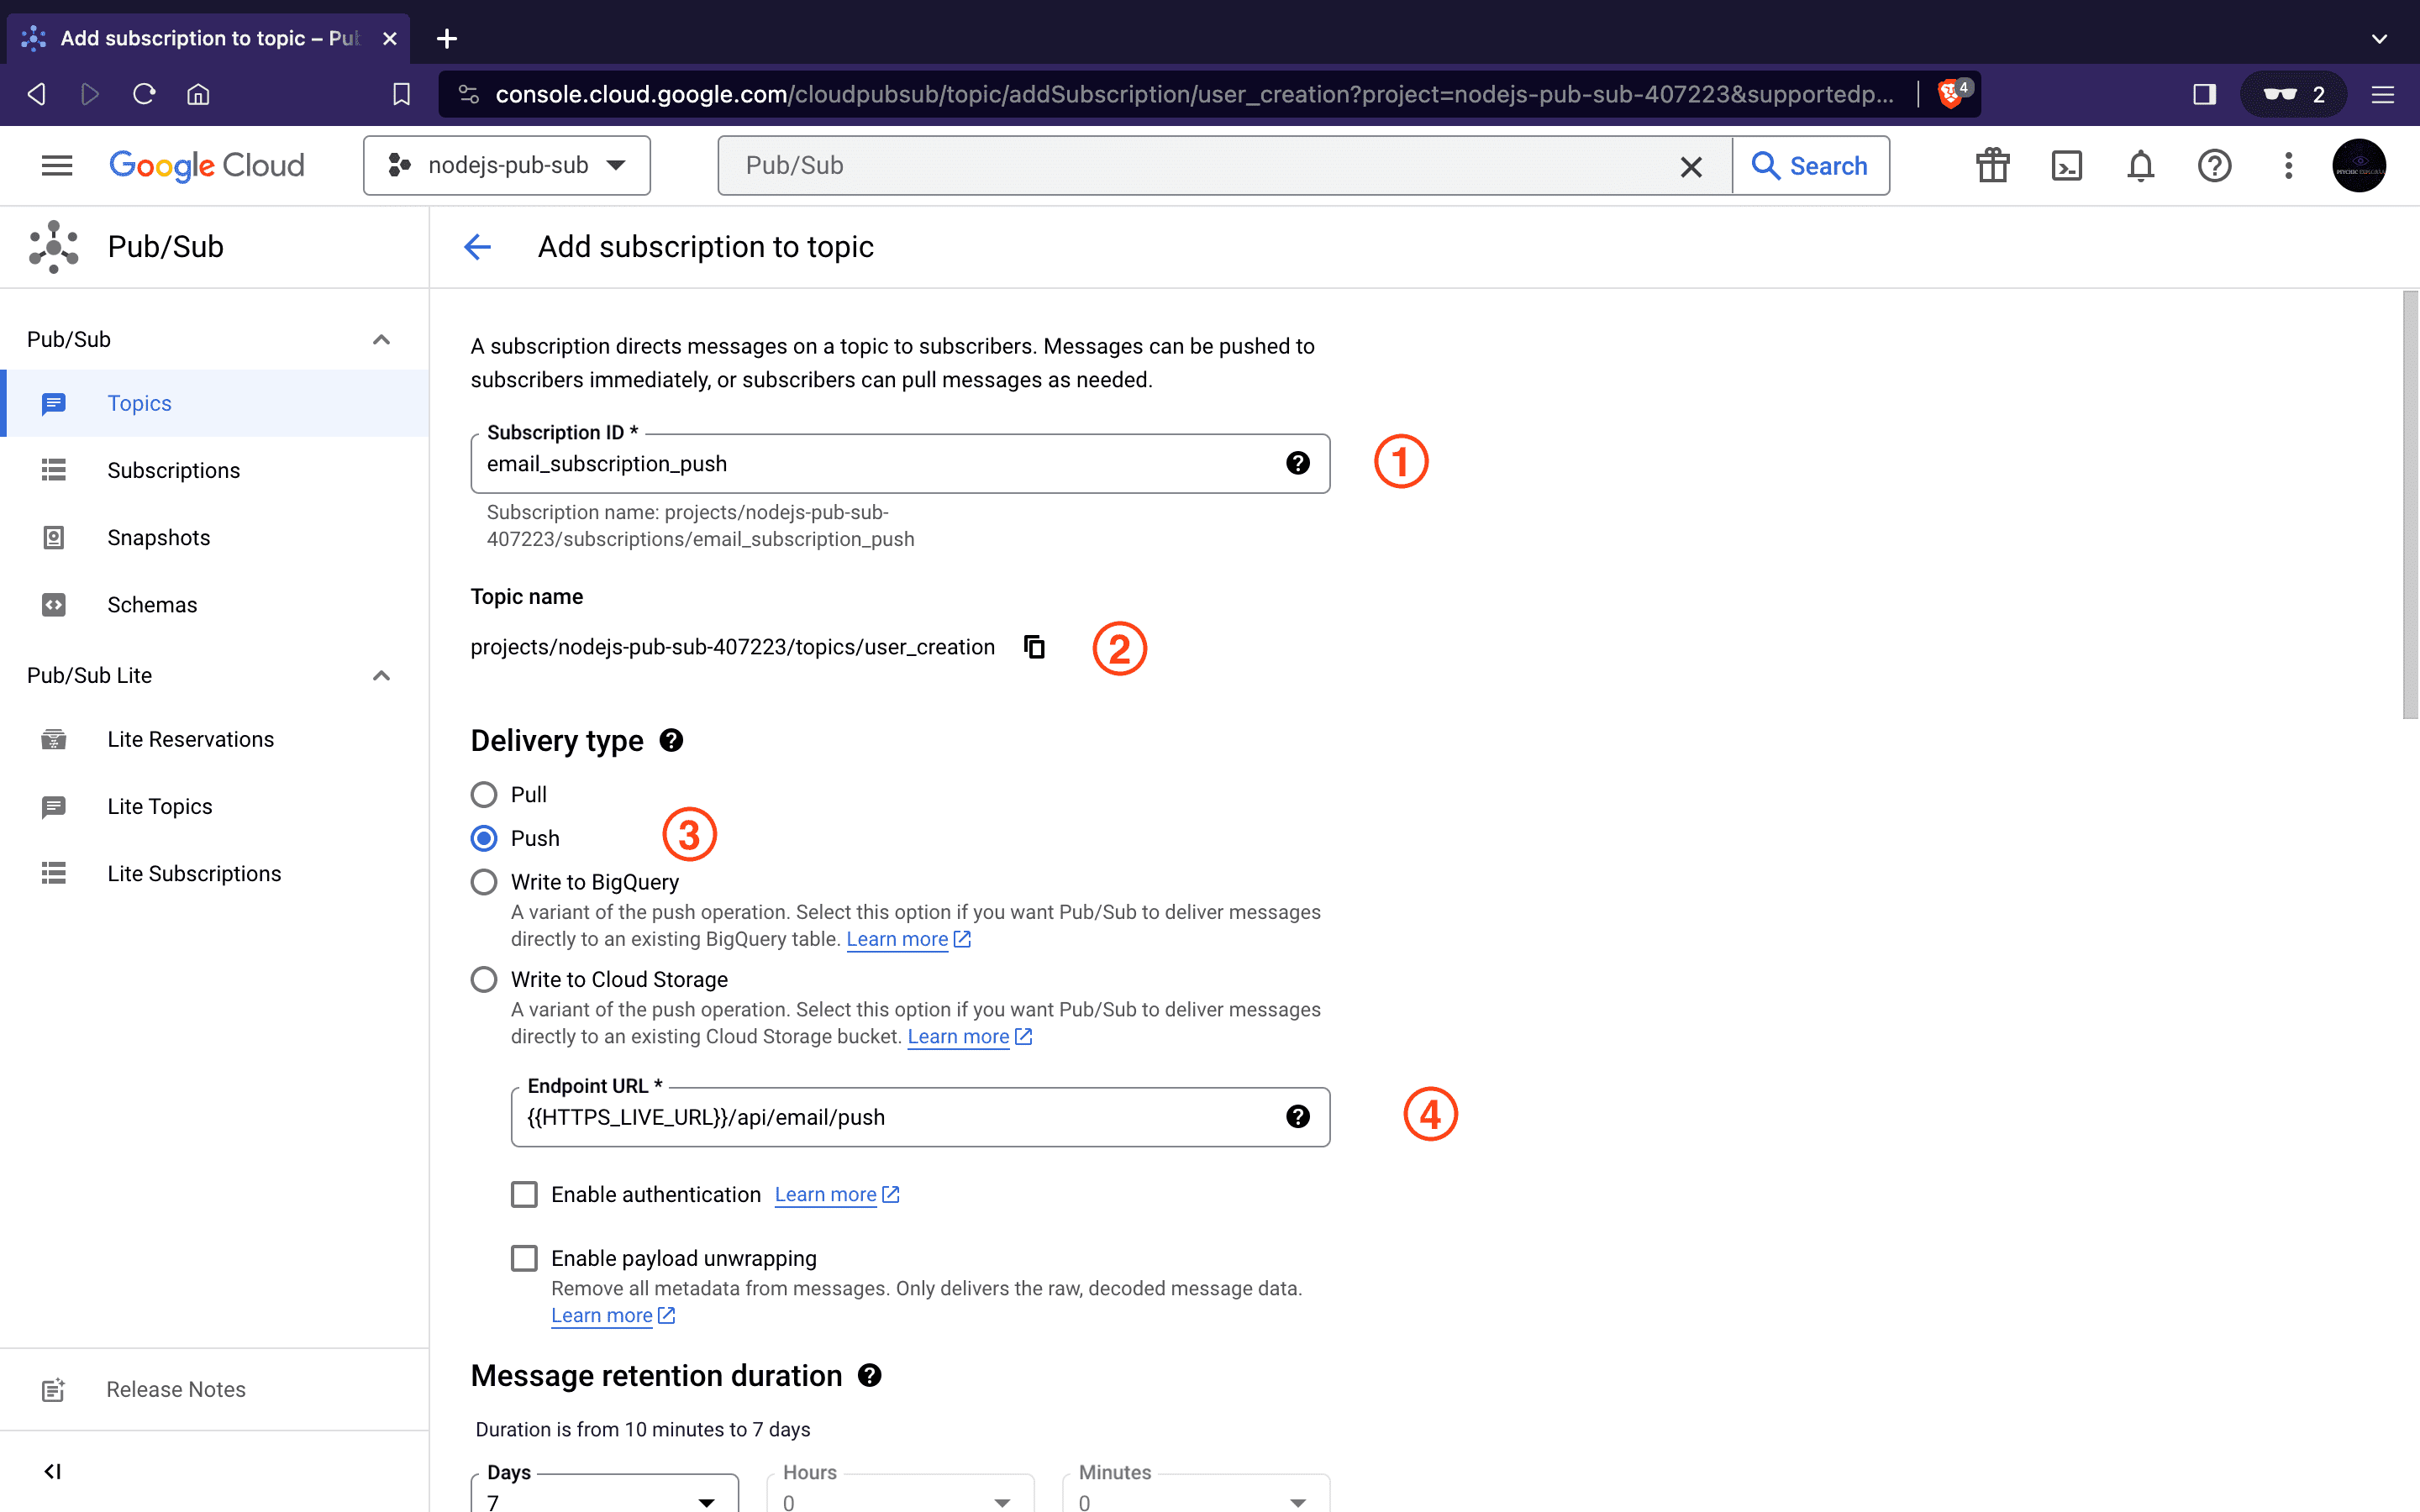 Add subscription to topic – Pub
console.cloud.google.com/cloudpubsub/topic/addSubscription/user_creation?project=nodejs-pub-sub-407223&supportedp...
4
2
Google Cloud
nodejs-pub-sub
Pub/Sub
Search
Pub/Sub
Add subscription to topic
Pub/Sub
Topics
Subscriptions
Snapshots
Schemas
Pub/Sub Lite
Lite Reservations
Lite Topics
Lite Subscriptions
Release Notes
A subscription directs messages on a topic to subscribers. Messages can be pushed to
subscribers immediately, or subscribers can pull messages as needed.
Subscription ID *
email_subscription_push
1
Subscription name: projects/nodejs-pub-sub-
407223/subscriptions/email_subscription_push
Topic name
projects/nodejs-pub-sub-407223/topics/user_creation
2
Delivery type
Pull
Push
3
Write to BigQuery
A variant of the push operation. Select this option if you want Pub/Sub to deliver messages
directly to an existing BigQuery table. Learn more
Write to Cloud Storage
A variant of the push operation. Select this option if you want Pub/Sub to deliver messages
directly to an existing Cloud Storage bucket. Learn more
Endpoint URL *
{{HTTPS_LIVE_URL}}/api/email/push
4
Enable authentication Learn more
Enable payload unwrapping
Remove all metadata from messages. Only delivers the raw, decoded message data.
Learn more
Message retention duration
Duration is from 10 minutes to 7 days
Days Hours Minutes
7 0 0